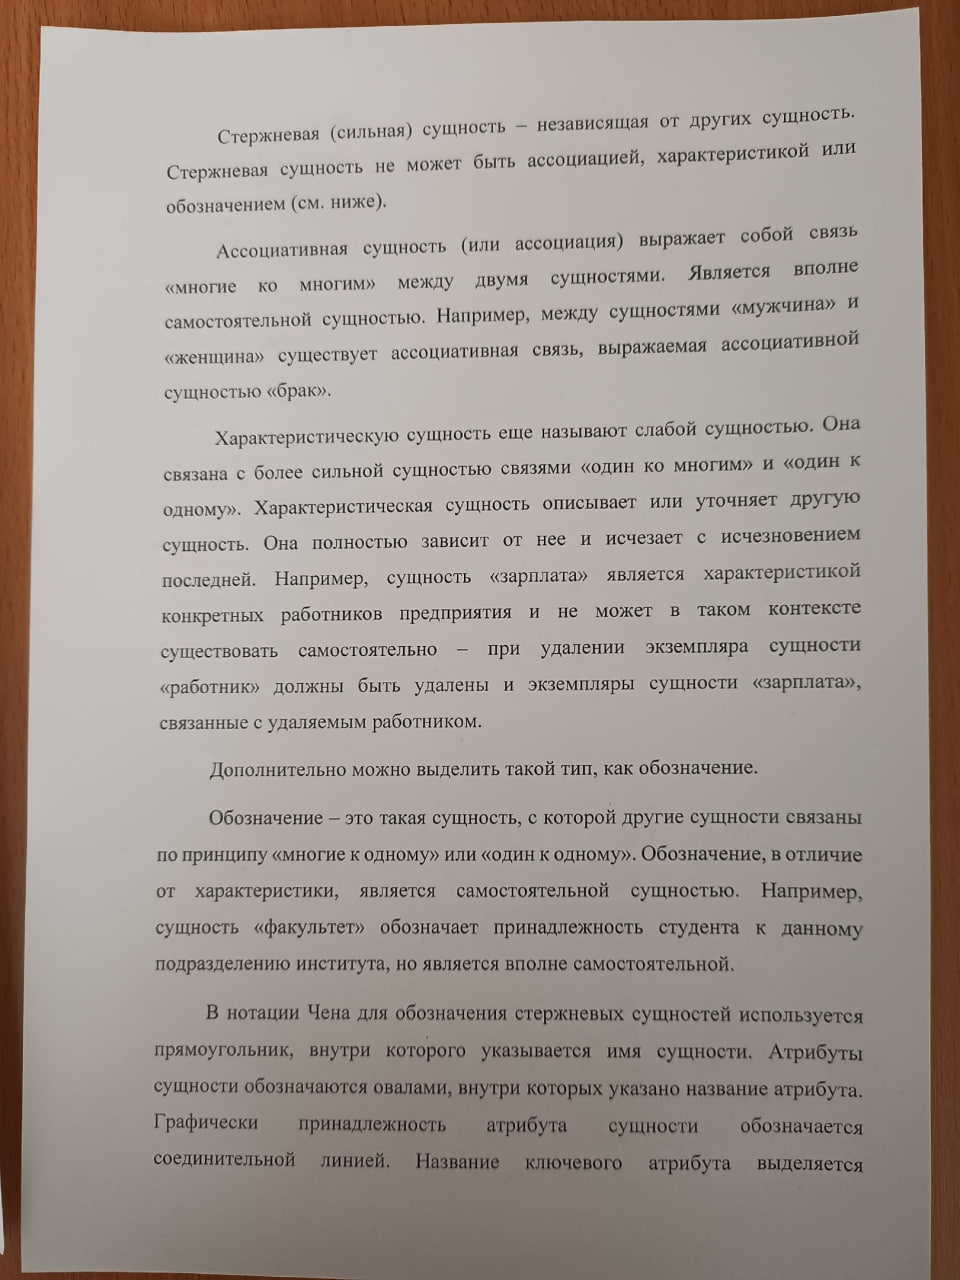 Стержневая (сильная) сущность – независящая от других сущность.
Стержневая сущность не может быть ассоциацией, характеристикой или
обозначением (см. ниже).
Ассоциативная сущность (или ассоциация) выражает собой связь
«многие ко многим» между двумя сущностями. Является вполне
самостоятельной сущностью. Например, между сущностями «мужчина» и
«женщина» существует ассоциативная связь, выражаемая ассоциативной
сущностью «брак».
Характеристическую сущность еще называют слабой сущностью. Она
связана с более сильной сущностью связями «один ко многим» и «один к
одному». Характеристическая сущность описывает или уточняет другую
сущность. Она полностью зависит от нее и исчезает с исчезновением
последней. Например, сущность «зарплата» является характеристикой
конкретных работников предприятия и не может в таком контексте
существовать самостоятельно – при удалении экземпляра сущности
«работник» должны быть удалены и экземпляры сущности «зарплата»,
связанные с удаляемым работником.
Дополнительно можно выделить такой тип, как обозначение.
Обозначение – это такая сущность, с которой другие сущности связаны
по принципу «многие к одному» или «один к одному». Обозначение, в отличие
от характеристики, является самостоятельной сущностью. Например,
сущность «факультет» обозначает принадлежность студента к данному
подразделению института, но является вполне самостоятельной.
В нотации Чена для обозначения стержневых сущностей используется
прямоугольник, внутри которого указывается имя сущности. Атрибуты
сущности обозначаются овалами, внутри которых указано название атрибута.
Графически принадлежность атрибута сущности обозначается
соединительной линией. Название ключевого атрибута выделяется